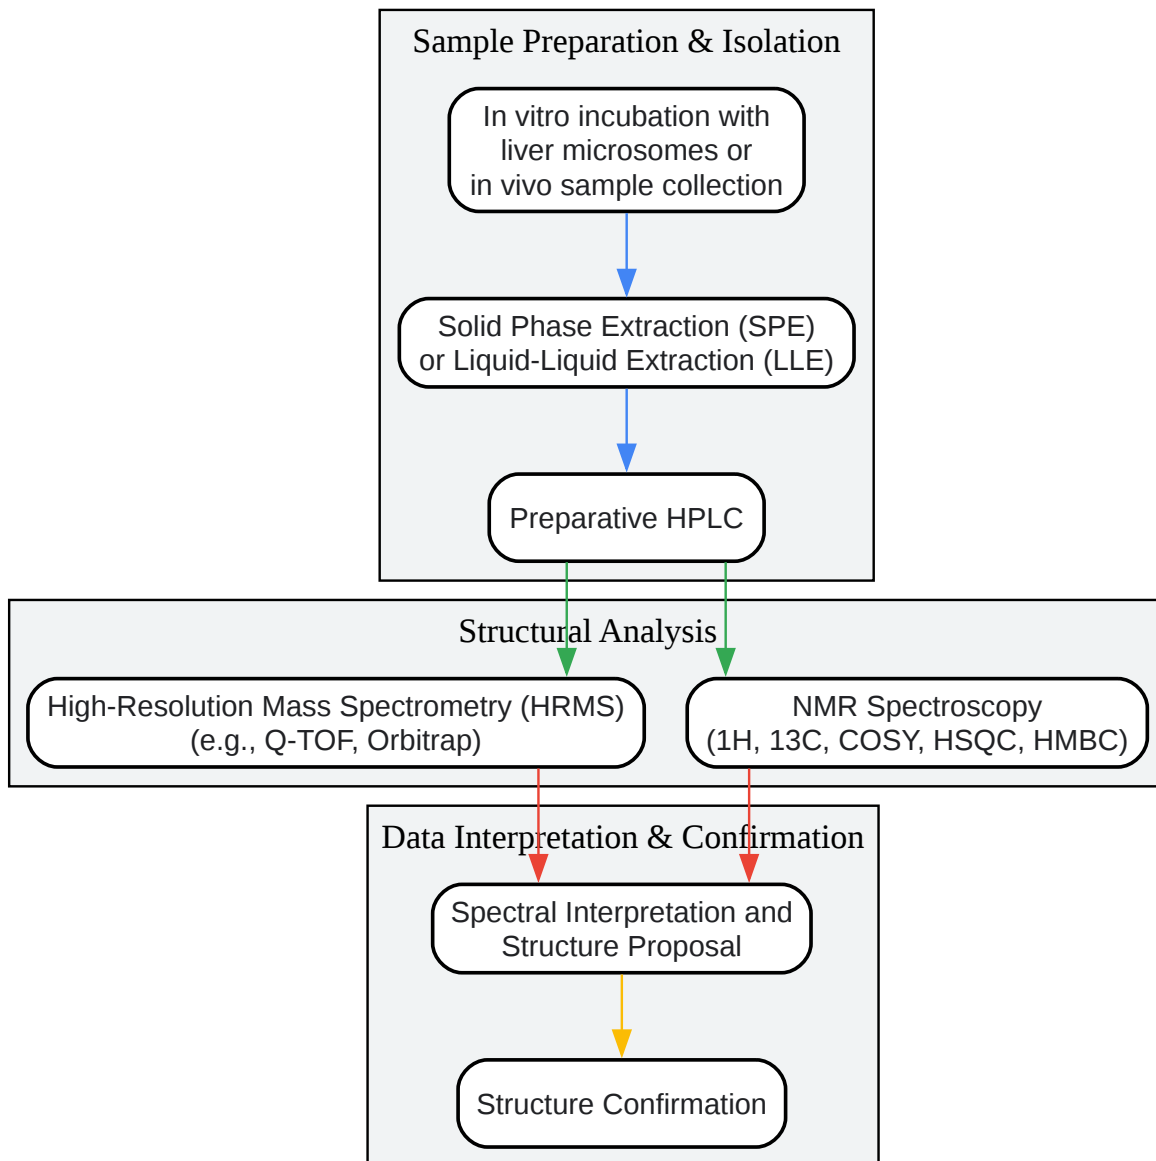 Sample Preparation & Isolation
In vitro incubation with
liver microsomes or
in vivo sample collection
Solid Phase Extraction (SPE)
or Liquid-Liquid Extraction (LLE)
Preparative HPLC
Structural Analysis
High-Resolution Mass Spectrometry (HRMS)
(e.g., Q-TOF, Orbitrap)
NMR Spectroscopy
(1H, 13C, COSY, HSQC, HMBC)
Data Interpretation & Confirmation
Spectral Interpretation and
Structure Proposal
Structure Confirmation